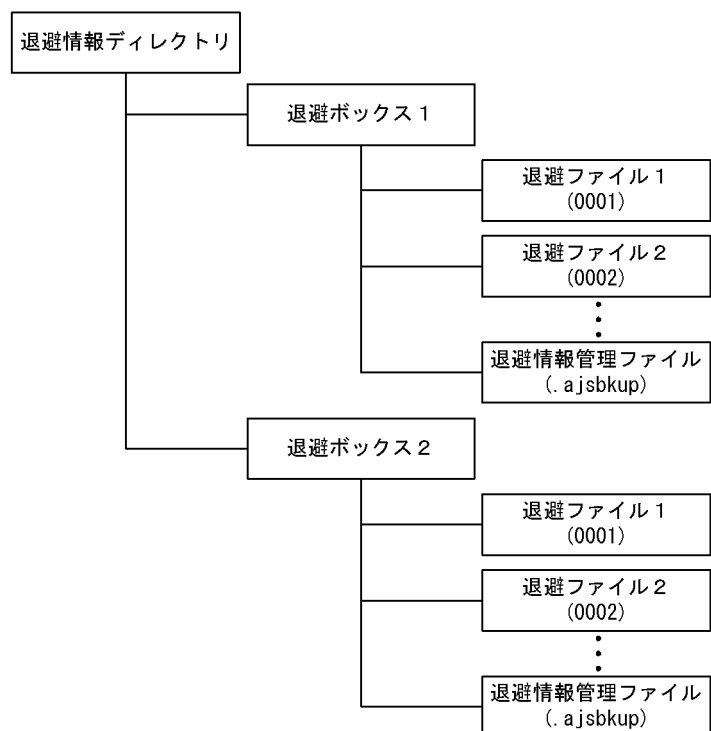 退避情報ディレクトリ
退避ボックス１
退避ファイル１
(0001)
退避ファイル２
(0002)
退避情報管理ファイル
(.ajsbkup)
退避ボックス２
退避ファイル１
(0001)
退避ファイル２
(0002)
退避情報管理ファイル
(.ajsbkup)